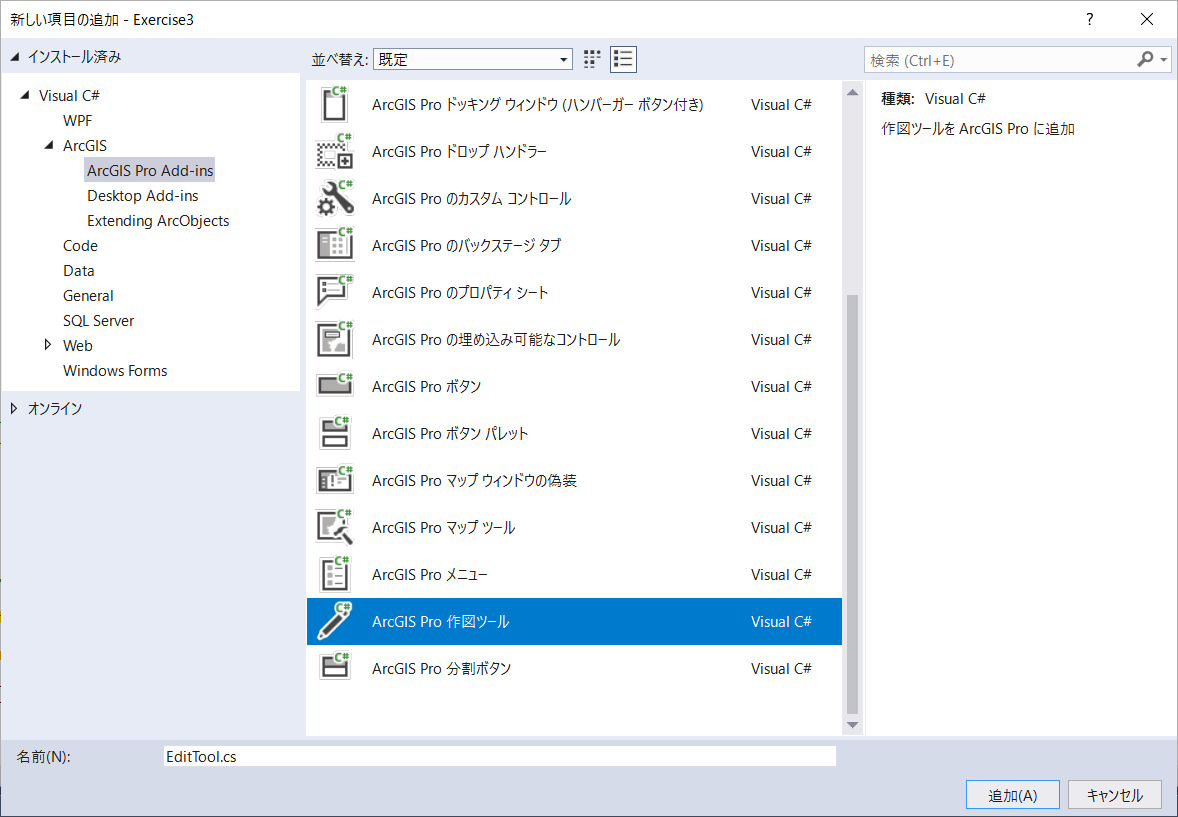 新しい項目の追加 - Exercise3
?
インストール済み
並べ替え: 既定
検索 (Ctrl+E)
Visual C#
WPF
ArcGIS
ArcGIS Pro Add-ins
Desktop Add-ins
Extending ArcObjects
Code
Data
General
SQL Server
Web
Windows Forms
オンライン
ArcGIS Pro ドッキング ウィンドウ (ハンバーガー ボタン付き) Visual C#
ArcGIS Pro ドロップ ハンドラー Visual C#
ArcGIS Pro のカスタム コントロール Visual C#
ArcGIS Pro のバックステージ タブ Visual C#
ArcGIS Pro のプロパティ シート Visual C#
ArcGIS Pro の埋め込み可能なコントロール Visual C#
ArcGIS Pro ボタン Visual C#
ArcGIS Pro ボタン パレット Visual C#
ArcGIS Pro マップ ウィンドウの偽装 Visual C#
ArcGIS Pro マップ ツール Visual C#
ArcGIS Pro メニュー Visual C#
ArcGIS Pro 作図ツール Visual C#
ArcGIS Pro 分割ボタン Visual C#
種類: Visual C#
作図ツールを ArcGIS Pro に追加
名前(N): EditTool.cs
追加(A) キャンセル